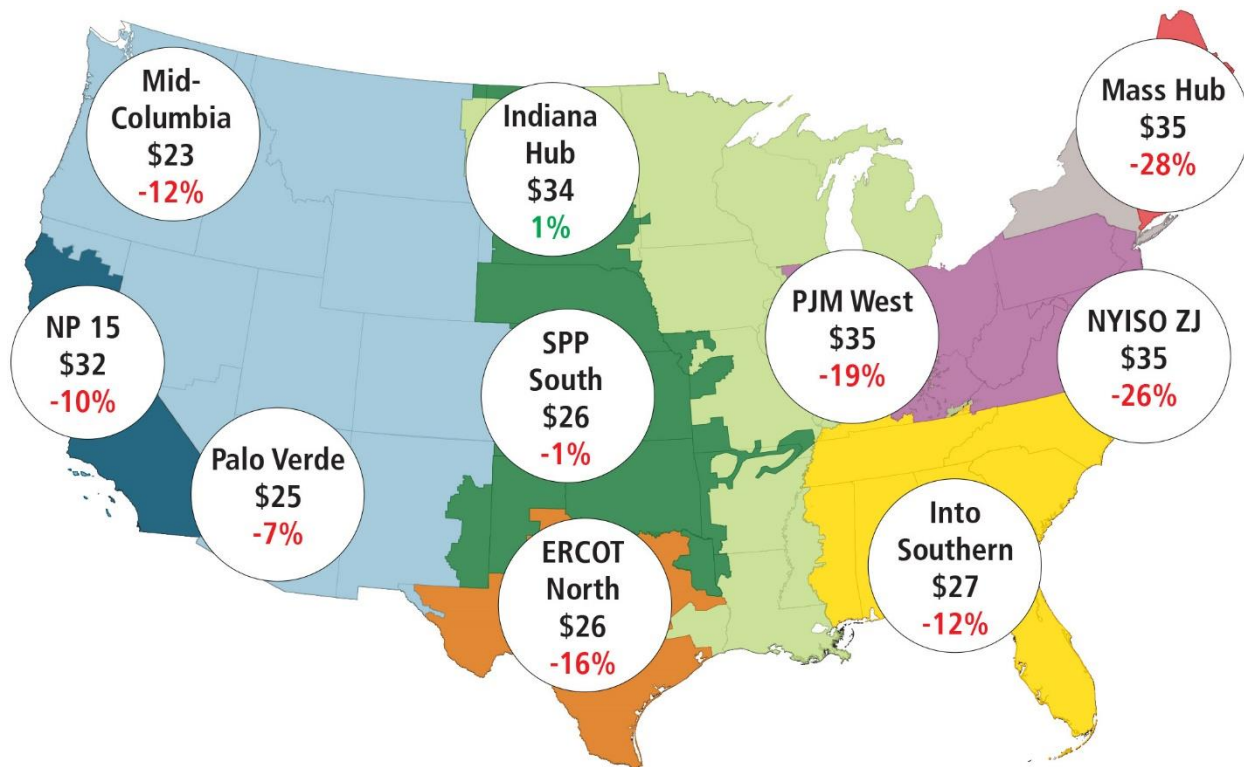 Mid-
Columbia
$23
-12%
Indiana
Hub
$34
1%
Mass Hub
$35
-28%
NP 15
$32
-10%
SPP
South
$26
-1%
PJM West
$35
-19%
NYISO ZJ
$35
-26%
Palo Verde
$25
-7%
ERCOT
North
$26
-16%
Into
Southern
$27
-12%